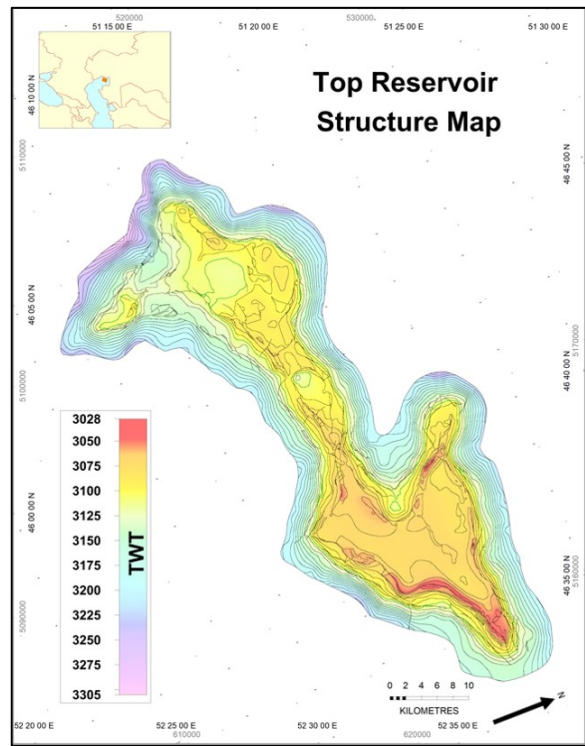 520000
530000
51 15 00 E
51 20 00 E
51 25 00 E
51 30 00 E
46 10 00 N
Top Reservoir
Structure Map
5110000
46 45 00 N
46 05 00 N
5170000
5100000
46 40 00 N
3028
3050
3075
3100
3125
3175
3200
3225
3250
3275
3305
TWT
46 00 00 N
5160000
46 35 00 N
5090000
0 2 4 6 8 10
KILOMETRES
N
52 20 00 E
52 25 00 E
52 30 00 E
52 35 00 E
610000
620000